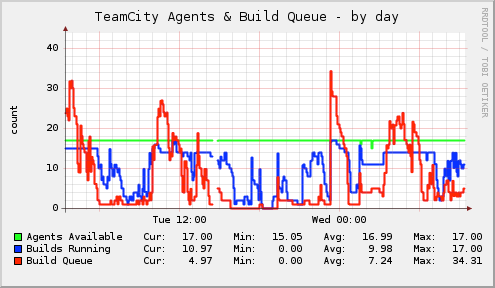 TeamCity Agents & Build Queue - by day
RRDTOOL / TOBI OETIKER
count
40
30
20
10
0
Tue 12:00 Wed 00:00
Agents Available Cur: 17.00 Min: 15.05 Avg: 16.99 Max: 17.00
Builds Running Cur: 10.97 Min: 0.00 Avg: 9.98 Max: 17.00
Build Queue Cur: 4.97 Min: 0.00 Avg: 7.24 Max: 34.31